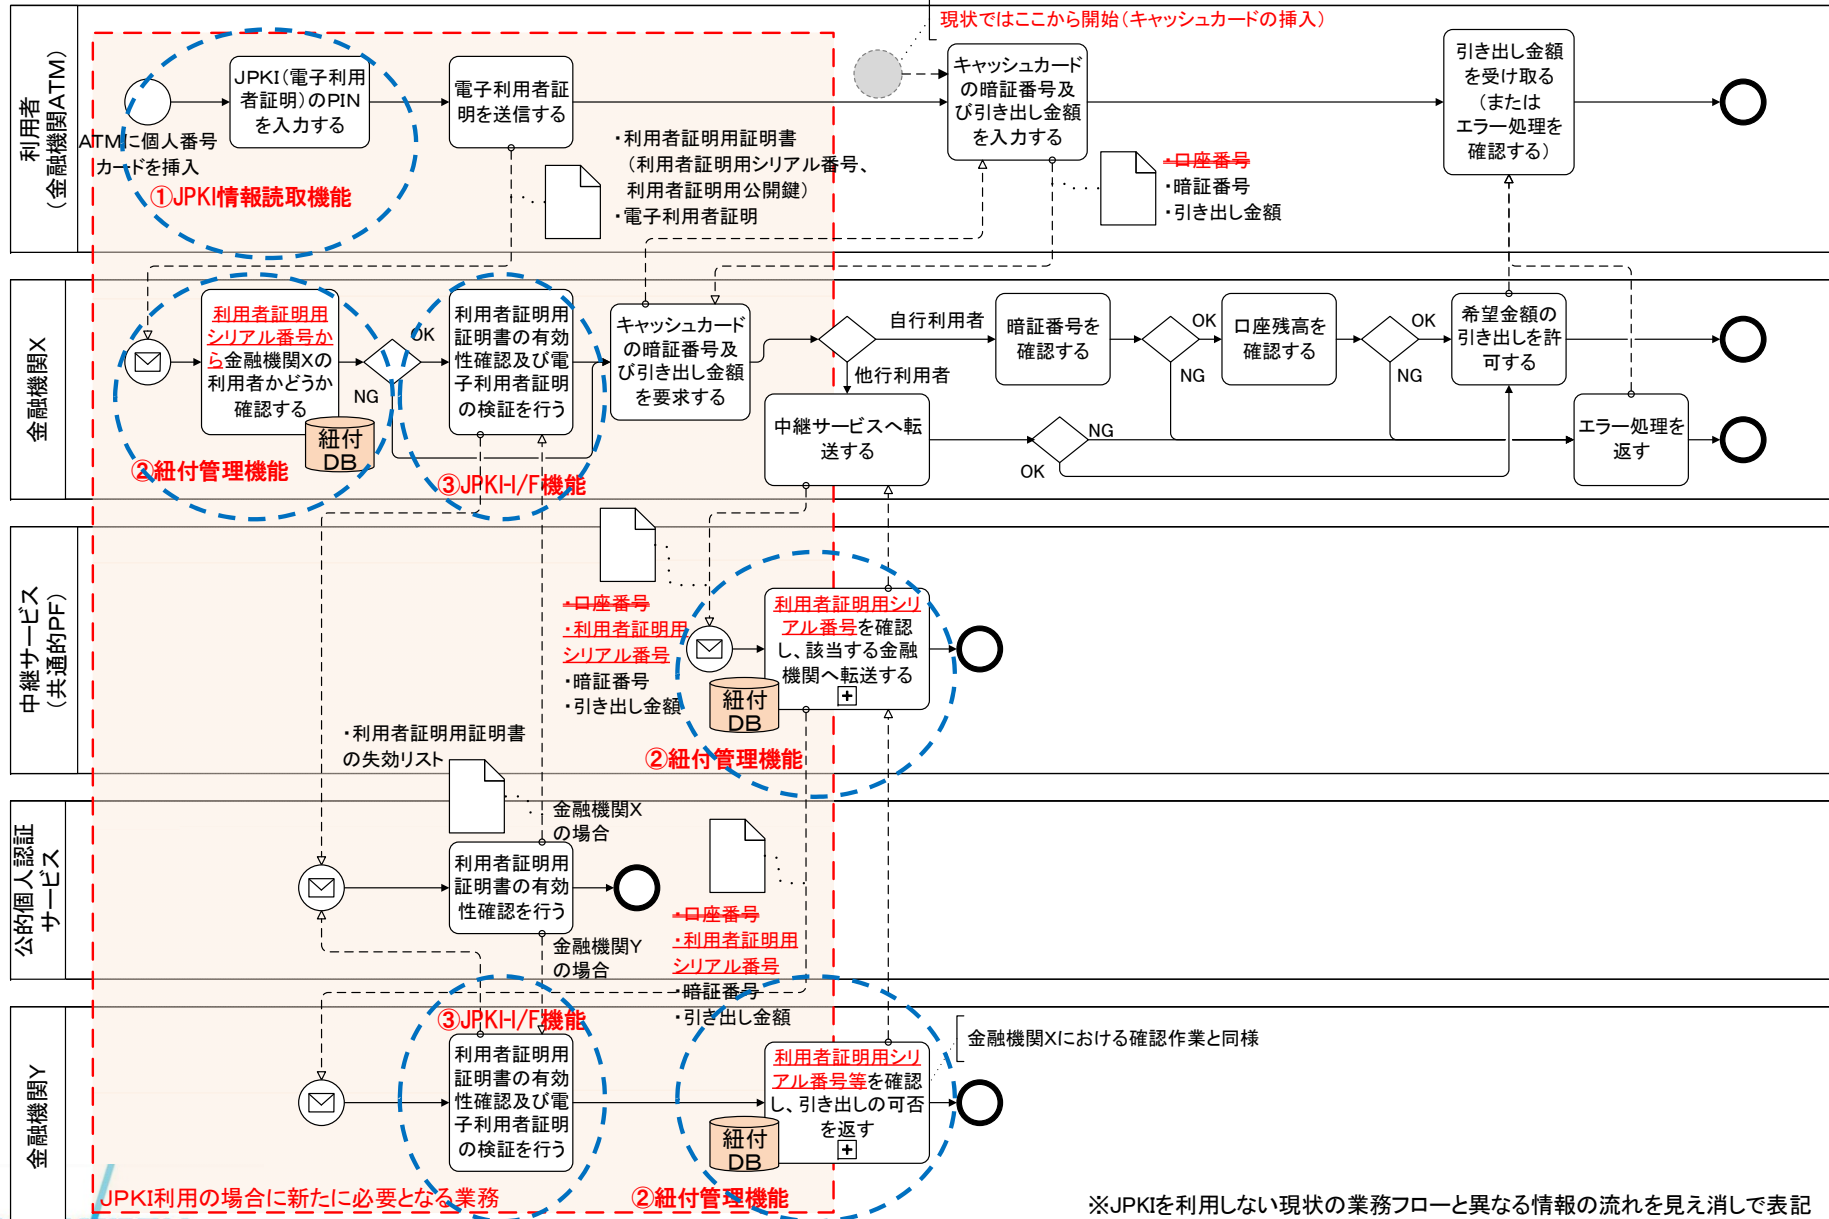 現状ではここから開始（キャッシュカードの挿入）
利用者
（金融機関ATM）
JPKI（電子利用
者証明）のPIN
を入力する
ATMに個人番号
カードを挿入
①JPKI情報読取機能
電子利用者証
明を送信する
・利用者証明用証明書
（利用者証明用シリアル番号、
利用者証明用公開鍵）
・電子利用者証明
キャッシュカード
の暗証番号及
び引き出し金額
を入力する
・口座番号
・暗証番号
・引き出し金額
引き出し金額
を受け取る
（または
エラー処理を
確認する）
金融機関X
利用者証明用
シリアル番号か
ら金融機関Xの
利用者かどうか
確認する
紐付
DB
②紐付管理機能
OK
NG
利用者証明用
証明書の有効
性確認及び電
子利用者証明
の検証を行う
③JPKI-I/F機能
キャッシュカード
の暗証番号及
び引き出し金額
を要求する
自行利用者
他行利用者
暗証番号を
確認する
OK
NG
口座残高を
確認する
OK
NG
希望金額の
引き出しを許
可する
中継サービスへ転
送する
NG
OK
エラー処理を
返す
中継サービス
（共通的PF）
・口座番号
・利用者証明用
シリアル番号
・暗証番号
・引き出し金額
利用者証明用シリ
アル番号を確認
し、該当する金融
機関へ転送する
紐付
DB
②紐付管理機能
・利用者証明用証明書
の失効リスト
公的個人認証
サービス
金融機関X
の場合
利用者証明用
証明書の有効
性確認を行う
金融機関Y
の場合
・口座番号
・利用者証明用
シリアル番号
・暗証番号
・引き出し金額
金融機関Y
③JPKI-I/F機能
利用者証明用
証明書の有効
性確認及び電
子利用者証明
の検証を行う
利用者証明用シリ
アル番号等を確認
し、引き出しの可否
を返す
紐付
DB
②紐付管理機能
金融機関Xにおける確認作業と同様
JPKI利用の場合に新たに必要となる業務
※JPKIを利用しない現状の業務フローと異なる情報の流れを見え消しで表記